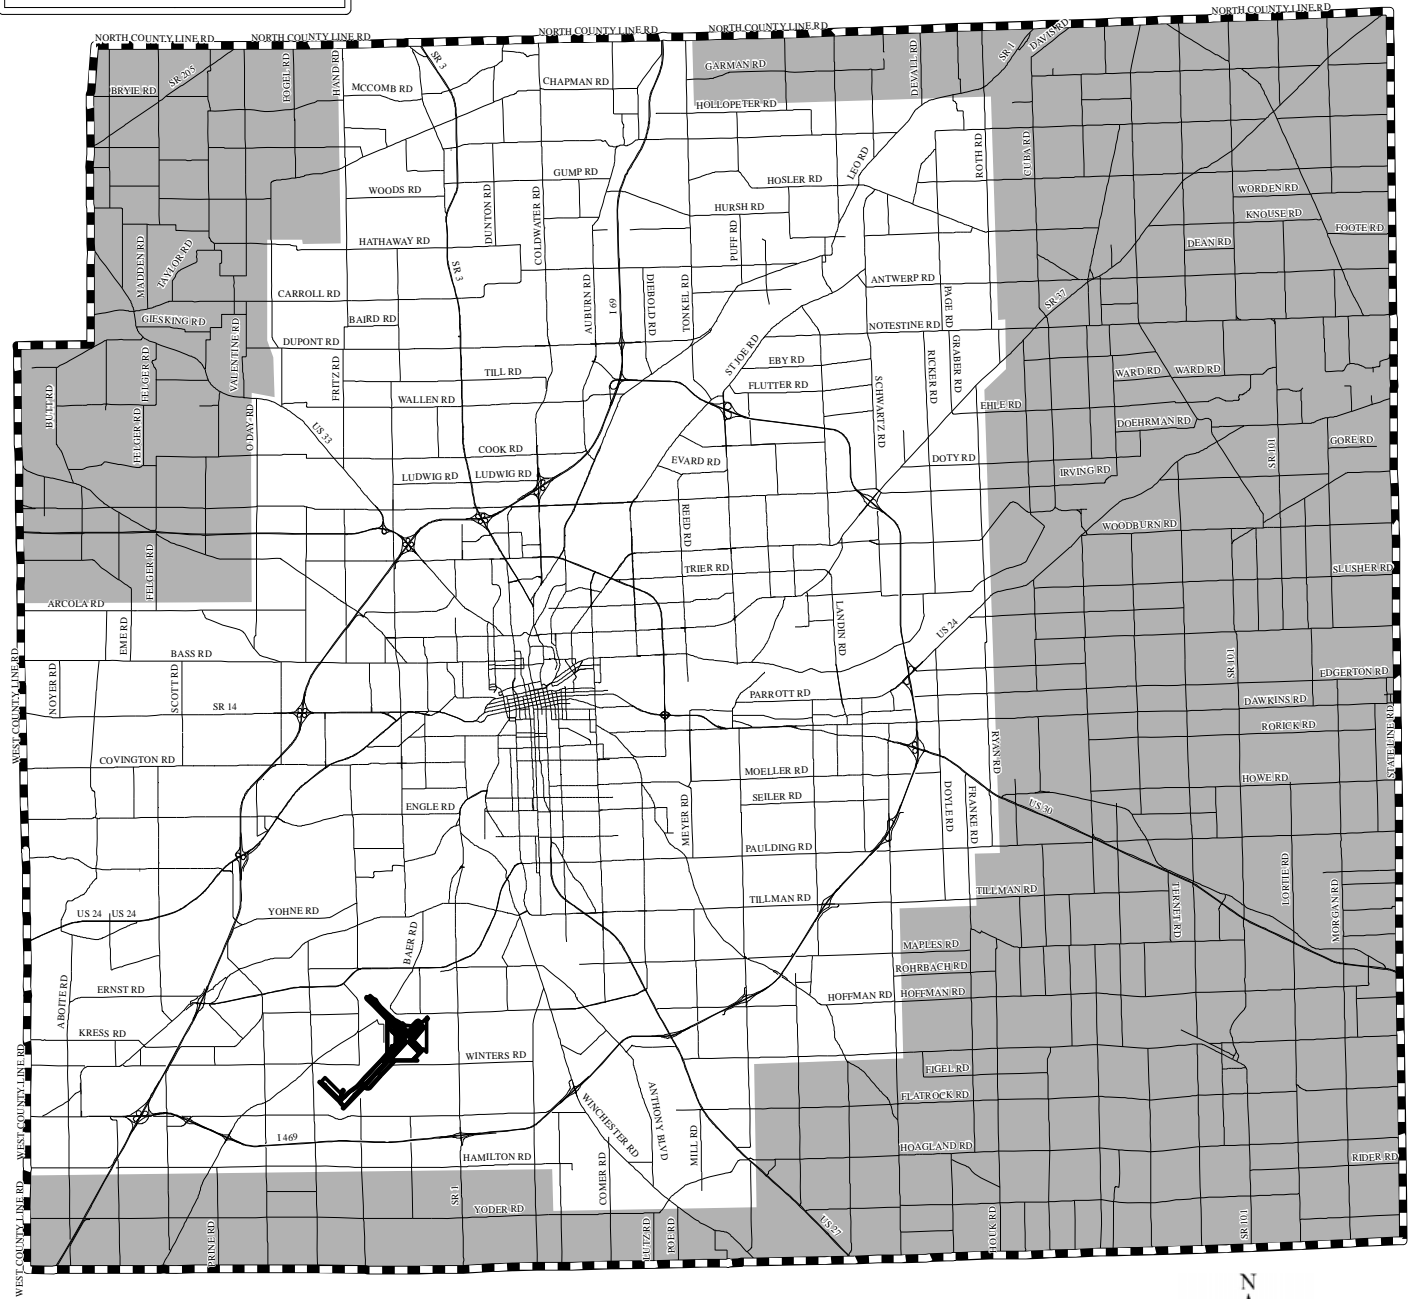 NORTH COUNTY LINE RD
NORTH COUNTY LINE RD
NORTH COUNTY LINE RD
NORTH COUNTY LINE RD
NORTH COUNTY LINE RD
DAVIS RD
SR 1
SR 3
SR 205
BRYIE RD
FOGEL RD
HAND RD
MCCOMB RD
CHAPMAN RD
GARMAN RD
DEVALL RD
HOLLOPETER RD
LEO RD
ROTH RD
CUBA RD
GUMP RD
HOSLER RD
WOODS RD
DUNTON RD
COLDWATER RD
HURSH RD
PUFF RD
WORDEN RD
KNOUSE RD
FOOTE RD
DEAN RD
HATHAWAY RD
MADDEN RD
TAYLOR RD
SR 3
CARROLL RD
AUBURN RD
I 69
DIEBOLD RD
TONKEL RD
ANTWERP RD
PAGE RD
SR 37
GIESKING RD
VALENTINE RD
BAIRD RD
DUPONT RD
NOTESTINE RD
ST JOE RD
EBY RD
FLUTTER RD
SCHWARTZ RD
RICKER RD
GRABER RD
WARD RD
WARD RD
BUTT RD
FELGER RD
FELGER RD
O DAY RD
FRITZ RD
TILL RD
WALLEN RD
US 33
EHLE RD
DOEHRMAN RD
SR 101
GORE RD
COOK RD
LUDWIG RD
LUDWIG RD
EVARD RD
DOTY RD
IRVING RD
REED RD
WOODBURN RD
FELGER RD
TRIER RD
SLUSHER RD
ARCOLA RD
EME RD
LANDIN RD
US 24
BASS RD
NOYER RD
SCOTT RD
SR 14
PARROTT RD
SR 101
EDGERTON RD
DAWKINS RD
RORICK RD
WEST COUNTY LINE RD
STATE LINE RD
COVINGTON RD
RYAN RD
MOELLER RD
HOWE RD
ENGLE RD
SEILER RD
MEYER RD
DOYLE RD
FRANKE RD
US 30
PAULDING RD
TILLMAN RD
TILLMAN RD
TERNET RD
LORTIE RD
MORGAN RD
US 24
US 24
YOHNE RD
BAER RD
MAPLES RD
ROHRBACH RD
ABOITE RD
ERNST RD
HOFFMAN RD
HOFFMAN RD
KRESS RD
WINTERS RD
FIGEL RD
FLATROCK RD
WEST COUNTY LINE RD
I 469
WINCHESTER RD
ANTHONY BLVD
MILL RD
HOAGLAND RD
HAMILTON RD
RIDER RD
COMER RD
SR 1
YODER RD
WEST COUNTY LINE RD
PRINE RD
LUTZ RD
POE RD
US 27
HOUK RD
SR 101
N